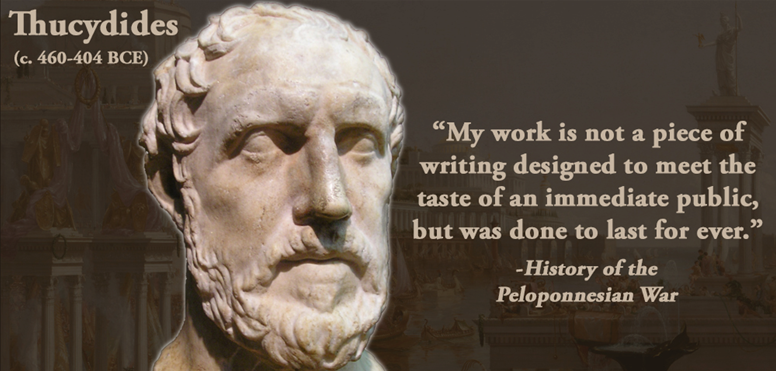 Thucydides
(c. 460-404 BCE)
“My work is not a piece of
writing designed to meet the
taste of an immediate public,
but was done to last for ever.”
-History of the
Peloponnesian War